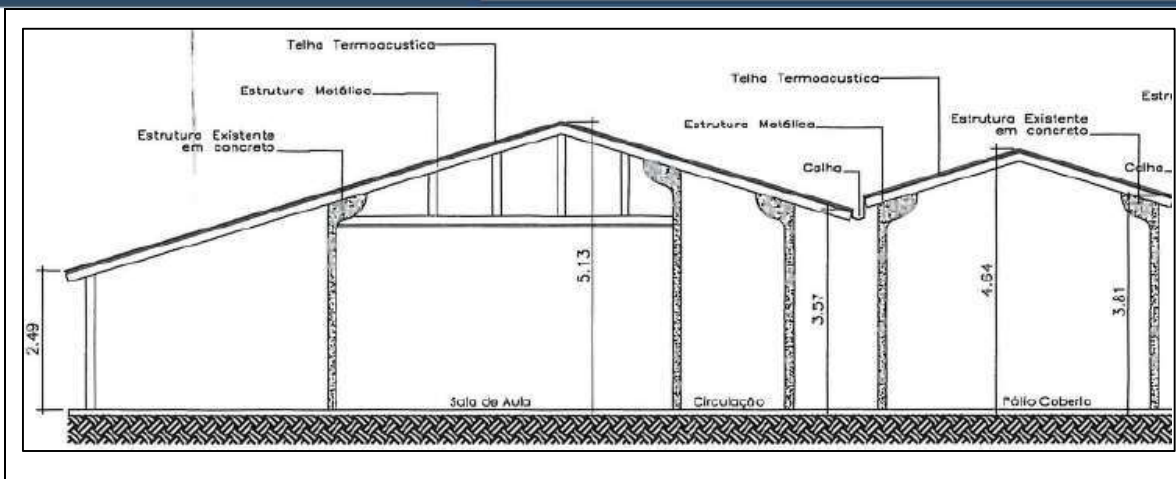 Telha Termoacustica
Estrutura Metálica
Estrutura Existente
em concreto
Telha Termoacustica
Estrutura Metálica
Calha
Estr
Estrutura Existente
em concreto
Calha
2.49
5.13
3.57
4.64
3.81
Sala de Aula
Circulação
Pátio Coberto